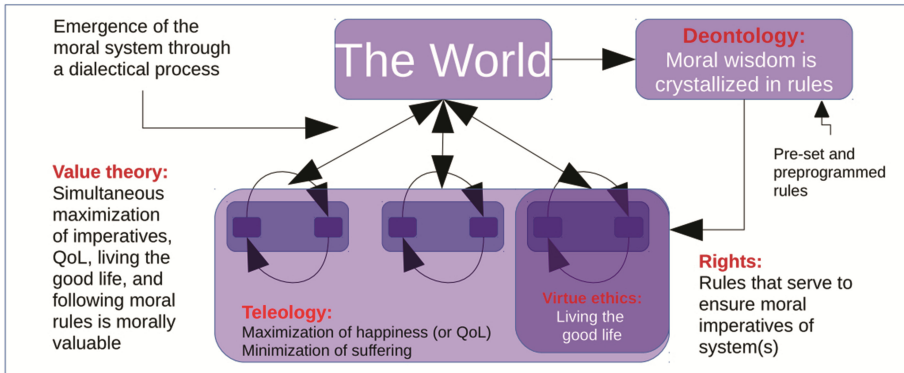 Emergence of the
moral system through
a dialectical process
The World
Deontology:
Moral wisdom is
crystallized in rules
Pre-set and
preprogrammed
rules
Value theory:
Simultaneous
maximization
of imperatives,
QoL, living the
good life, and
following moral
rules is morally
valuable
Teleology:
Maximization of happiness (or QoL)
Minimization of suffering
Virtue ethics:
Living the
good life
Rights:
Rules that serve to
ensure moral
imperatives of
system(s)